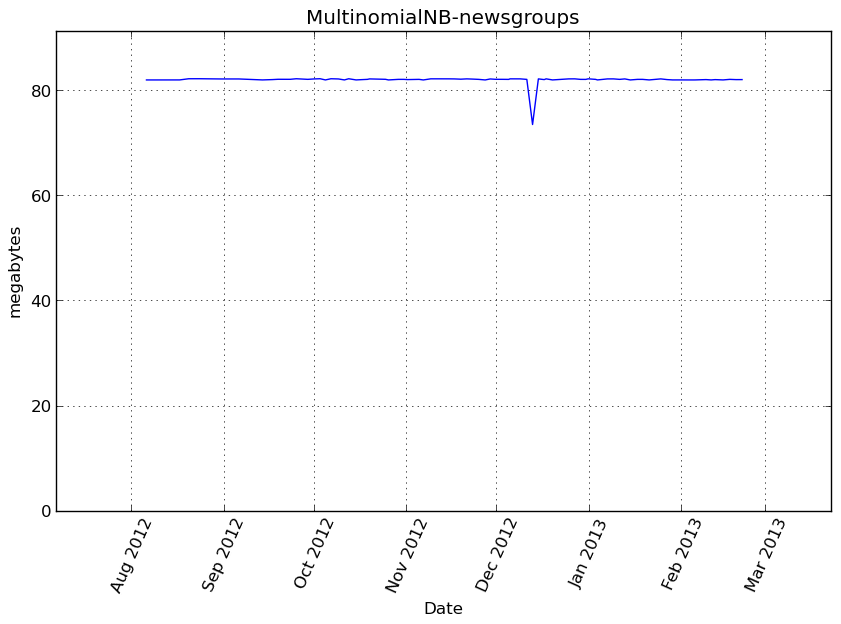 MultinomialNB-newsgroups
megabytes
80
60
40
20
0
Aug 2012
Sep 2012
Oct 2012
Nov 2012
Dec 2012
Jan 2013
Feb 2013
Mar 2013
Date